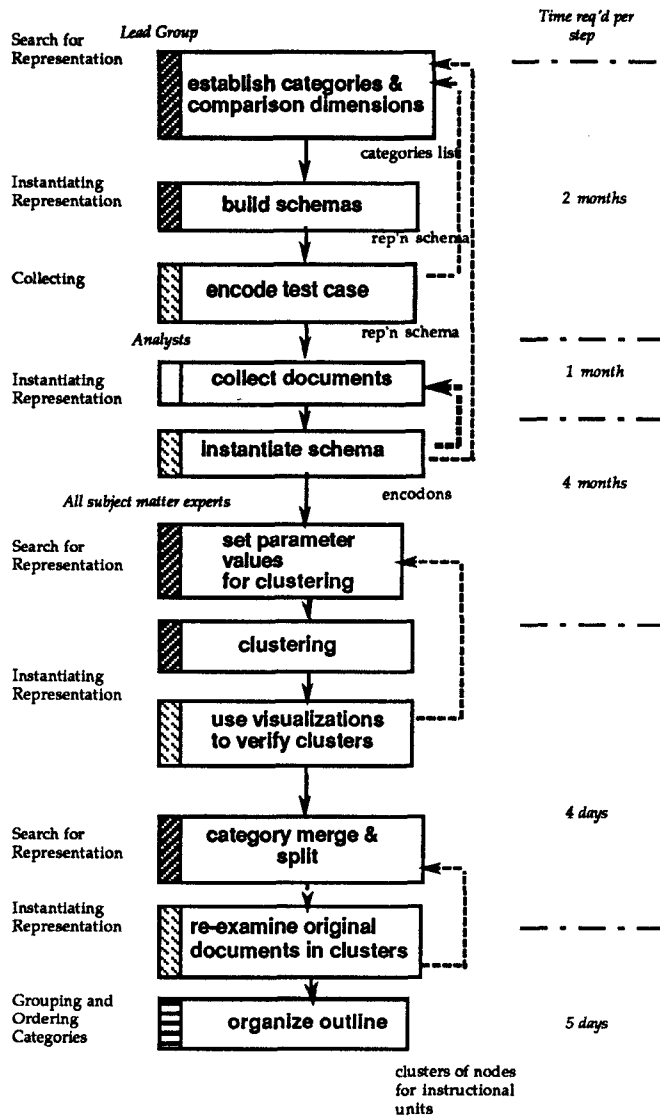 Lead Group
Time req'd per
step
Search for
Representation
establish categories &
comparison dimensions
categories list
Instantiating
Representation
build schemas
2 months
rep'n schema
Collecting
encode test case
rep'n schema
Analysts
Instantiating
Representation
collect documents
1 month
instantiate schema
encodons
4 months
All subject matter experts
Search for
Representation
set parameter
values
for clustering
clustering
Instantiating
Representation
use visualizations
to verify clusters
Search for
Representation
category merge &
split
4 days
Instantiating
Representation
re-examine original
documents in clusters
Grouping and
Ordering
Categories
organize outline
5 days
clusters of nodes
for instructional
units